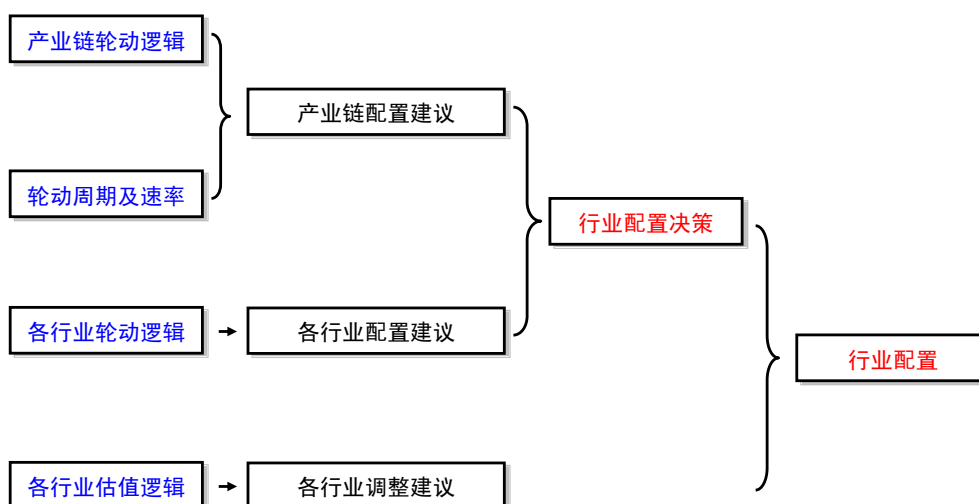 产业链轮动逻辑
产业链配置建议
轮动周期及速率
行业配置决策
各行业轮动逻辑
各行业配置建议
行业配置
各行业估值逻辑
各行业调整建议